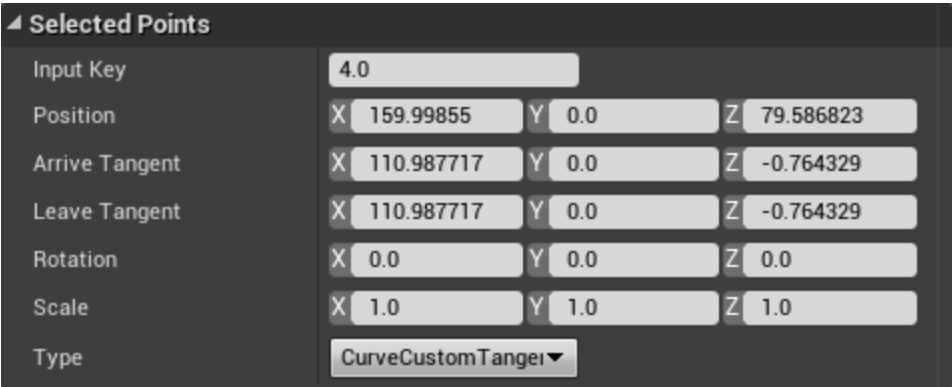 Selected Points
Input Key 4.0
Position X 159.99855 Y 0.0 Z 79.586823
Arrive Tangent X 110.987717 Y 0.0 Z -0.764329
Leave Tangent X 110.987717 Y 0.0 Z -0.764329
Rotation X 0.0 Y 0.0 Z 0.0
Scale X 1.0 Y 1.0 Z 1.0
Type CurveCustomTanger